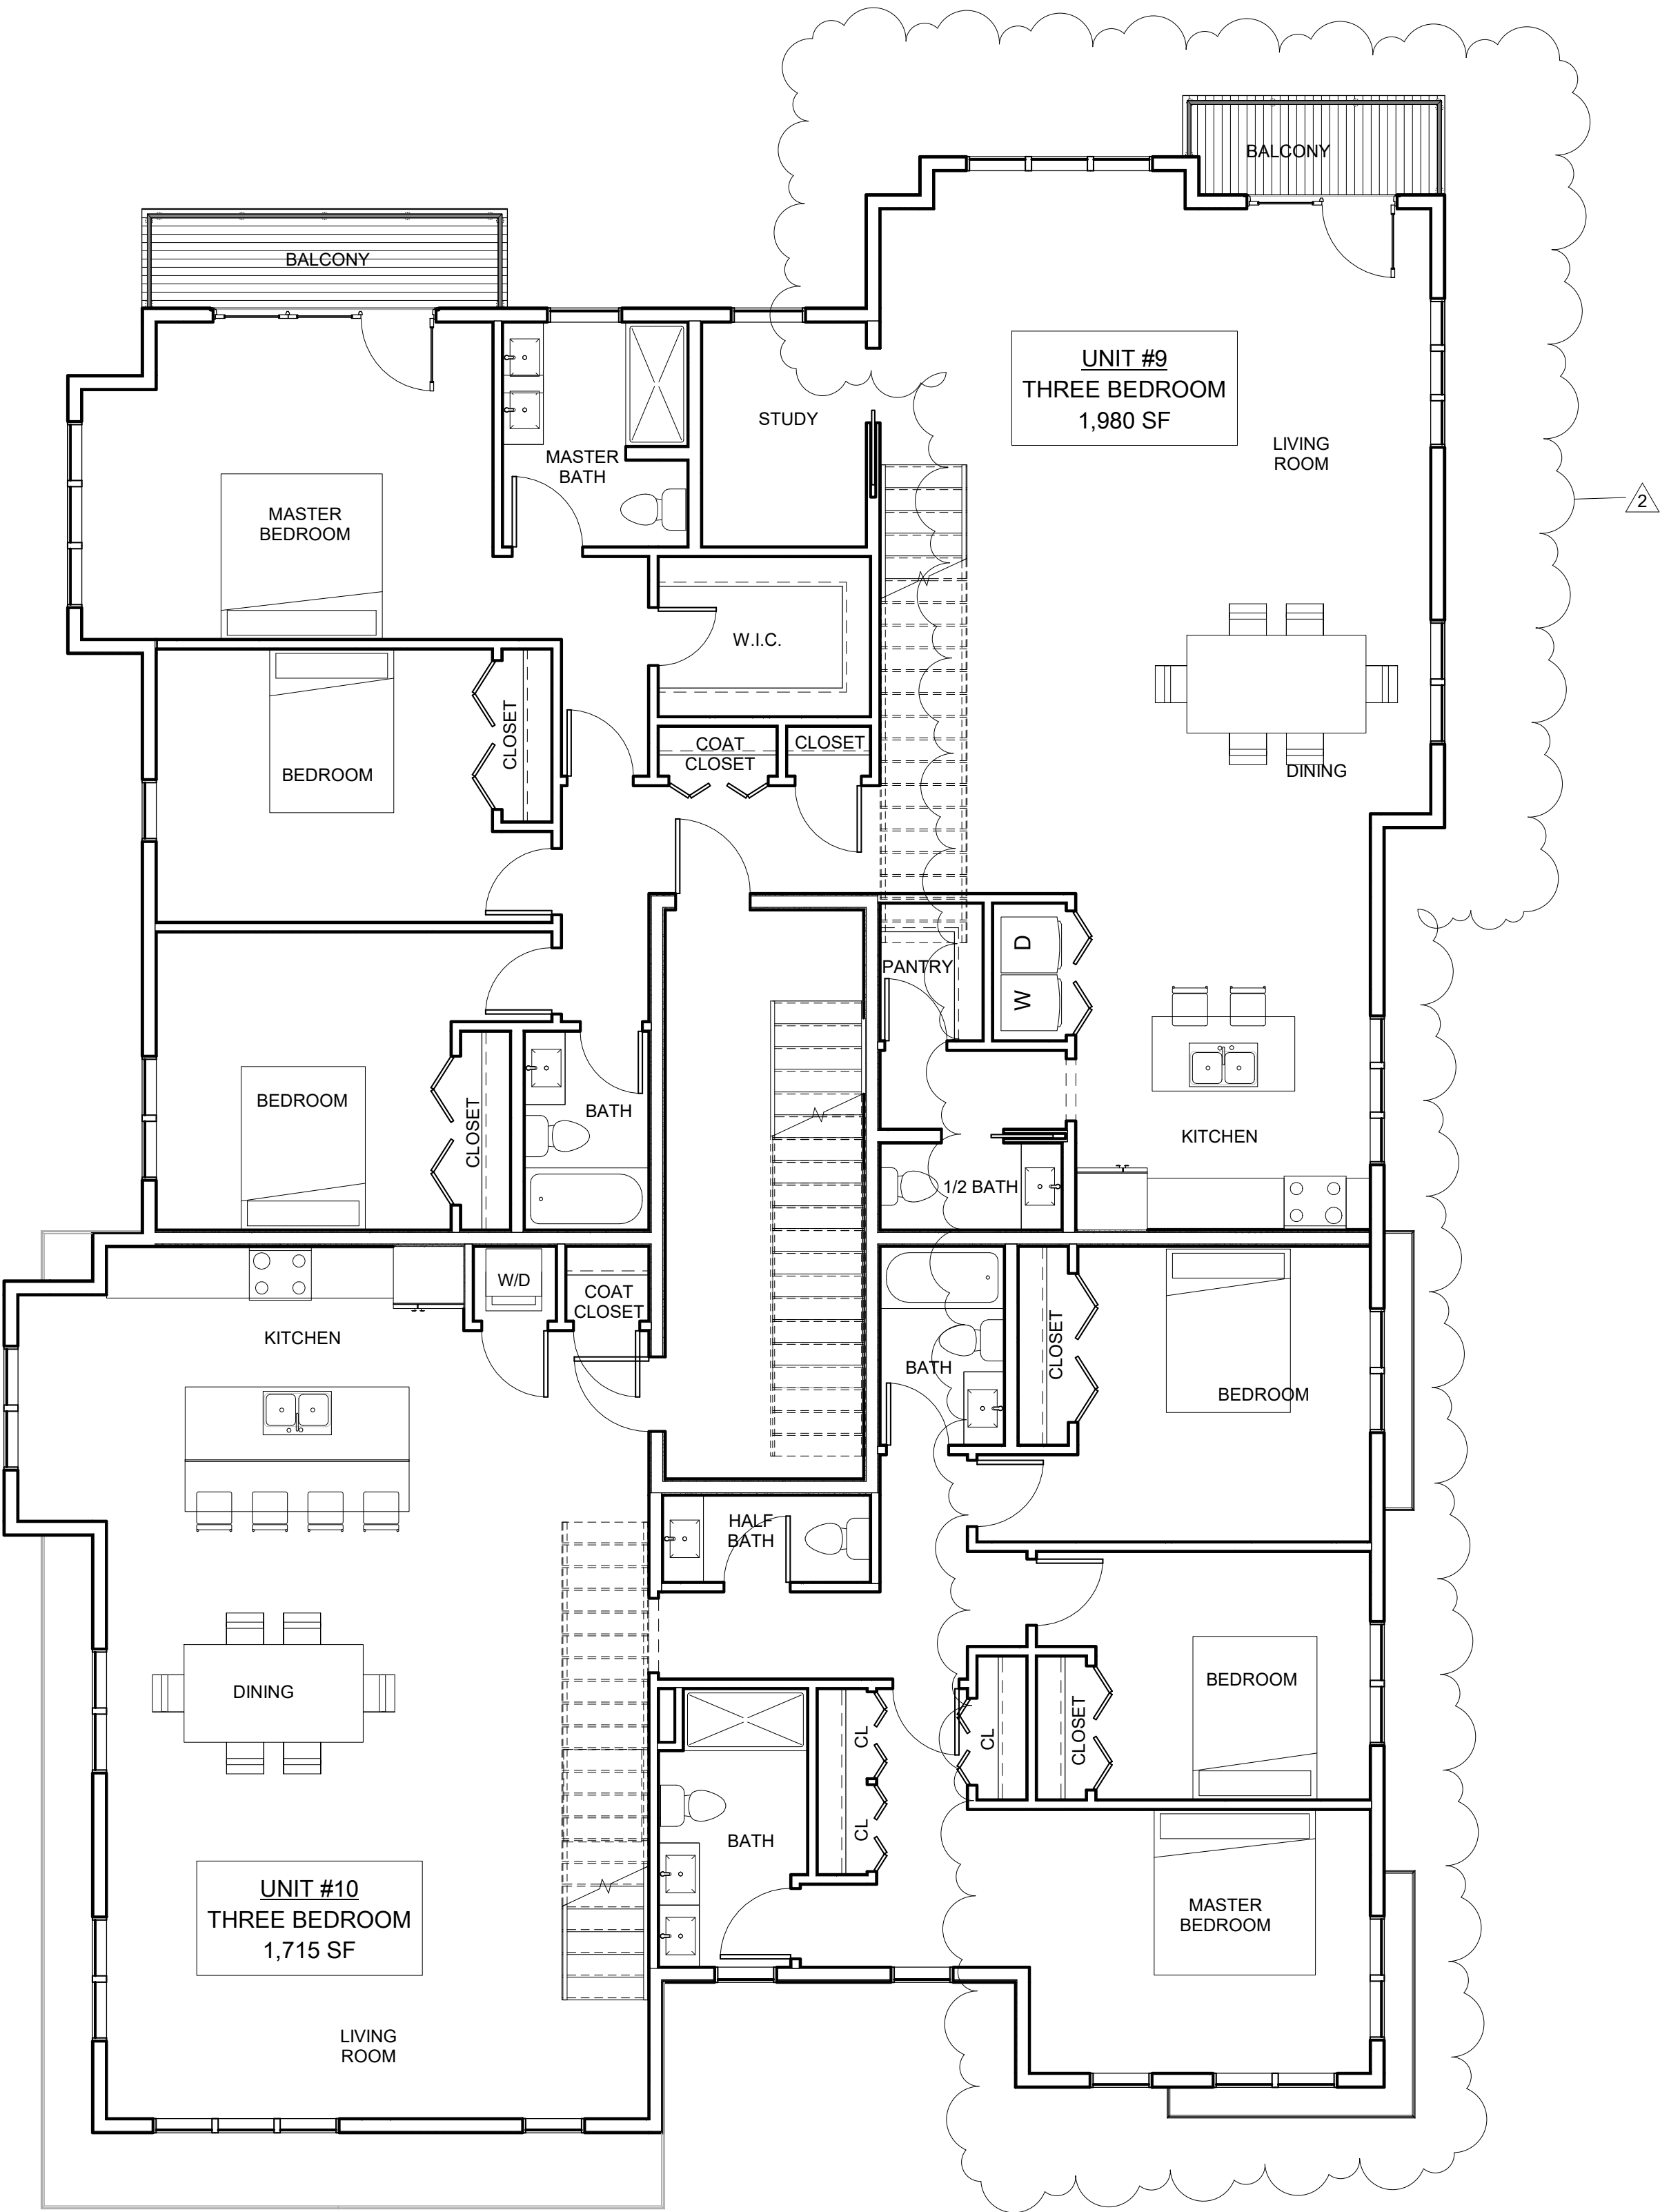 BALCONY
BALCONY
UNIT #9
THREE BEDROOM
1,980 SF
STUDY
LIVING
ROOM
MASTER
BATH
2
MASTER
BEDROOM
W.I.C.
CLOSET
COAT
CLOSET
CLOSET
BEDROOM
DINING
D
W
PANTRY
BEDROOM
CLOSET
BATH
KITCHEN
1/2 BATH
W/D
COAT
CLOSET
KITCHEN
BATH
CLOSET
BEDROOM
HALF
BATH
DINING
BEDROOM
CL
CL
CLOSET
CL
BATH
UNIT #10
THREE BEDROOM
1,715 SF
MASTER
BEDROOM
LIVING
ROOM